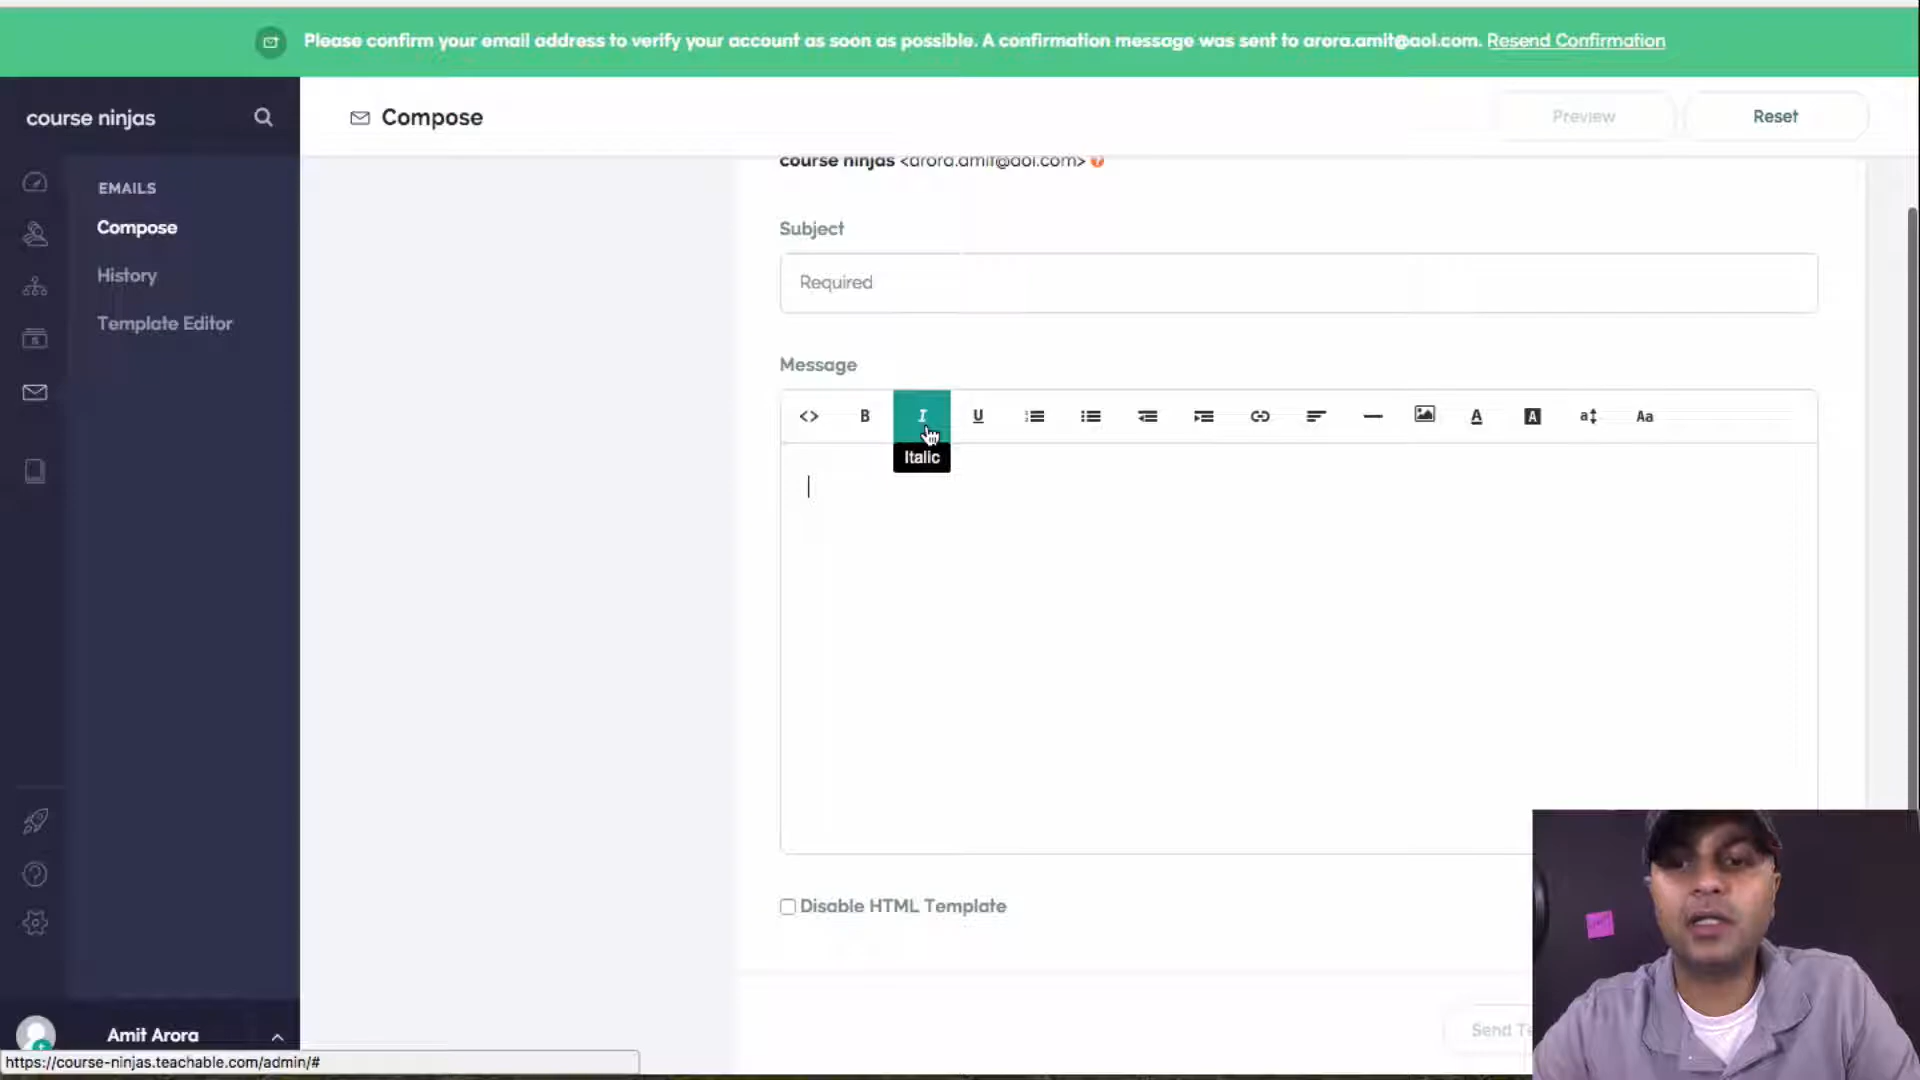 Please confirm your email address to verify your account as soon as possible. A confirmation message was sent to arora.amit@aol.com. Resend Confirmation
course ninjas
Compose
Preview
Reset
EMAILS
Compose
History
Template Editor
course ninjas <arora.amit@aol.com> ?
Subject
Required
Message
<> B I U A A a Aa
Italic
Disable HTML Template
Send
Amit Arora
https://course-ninjas.teachable.com/admin/#